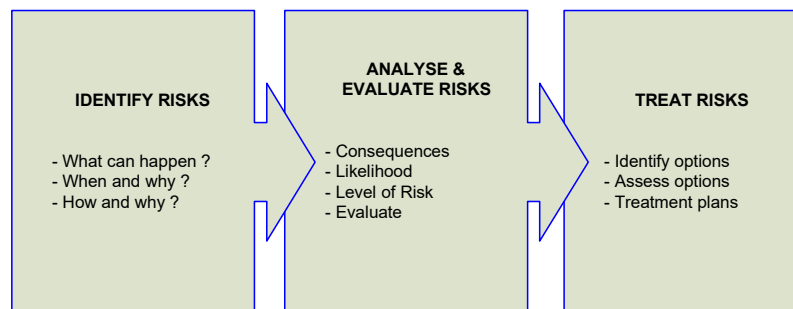 IDENTIFY RISKS
- What can happen ?
- When and why ?
- How and why ?
ANALYSE &
EVALUATE RISKS
- Consequences
- Likelihood
- Level of Risk
- Evaluate
TREAT RISKS
- Identify options
- Assess options
- Treatment plans